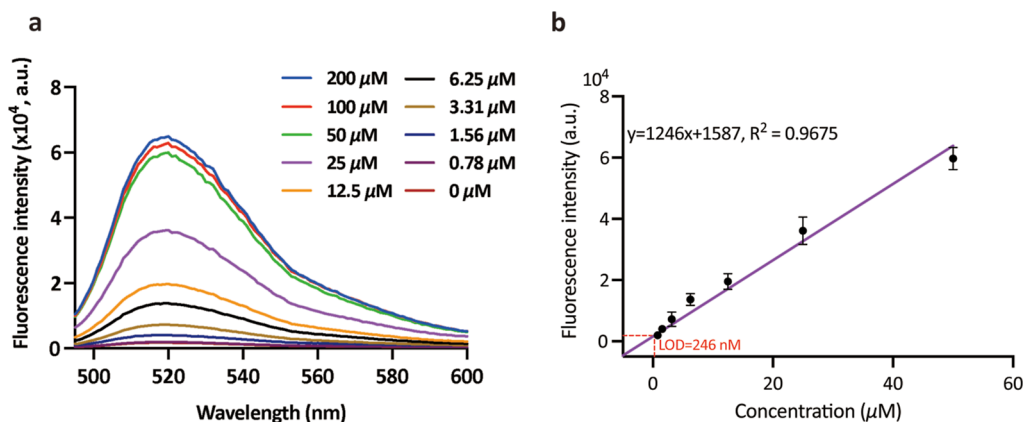 a
Fluorescence intensity (x10⁴, a.u.)
8
6
4
2
0
500 520 540 560 580 600
Wavelength (nm)
200 μM
100 μM
50 μM
25 μM
12.5 μM
6.25 μM
3.31 μM
1.56 μM
0.78 μM
0 μM
b
10⁴
Fluorescence intensity (a.u.)
8
6
4
2
0
y=1246x+1587, R² = 0.9675
LOD=246 nM
0 20 40 60
Concentration (μM)